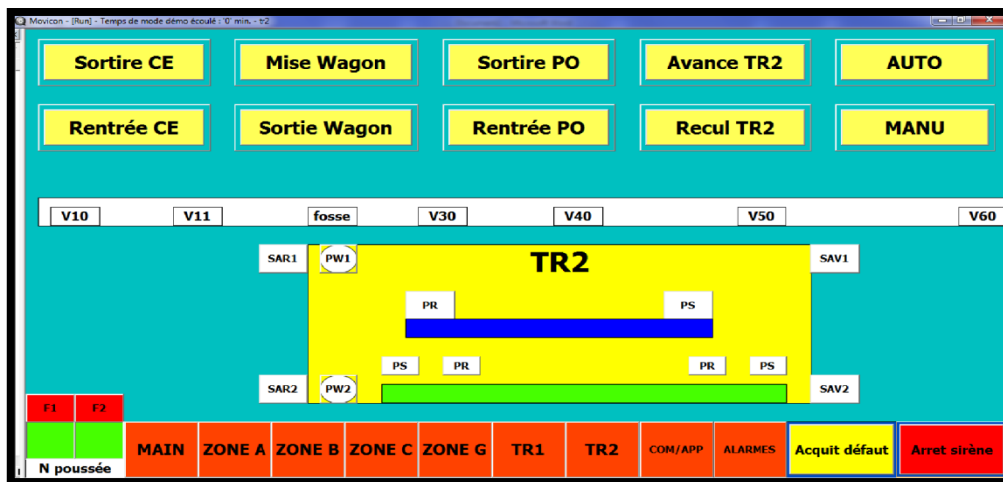 Movicon - [Run] - Temps de mode démo écoulé : '0' min. - tr2
Sortire CE Mise Wagon Sortire PO Avance TR2 AUTO
Rentrée CE Sortie Wagon Rentrée PO Recul TR2 MANU
V10 V11 fosse V30 V40 V50 V60
SAR1 PW1 TR2 SAV1
PR PS
PS PR PR PS
SAR2 PW2 SAV2
F1 F2
MAIN ZONE A ZONE B ZONE C ZONE G TR1 TR2 COM/APP ALARMES Acquit défaut Arret sirène
N poussée